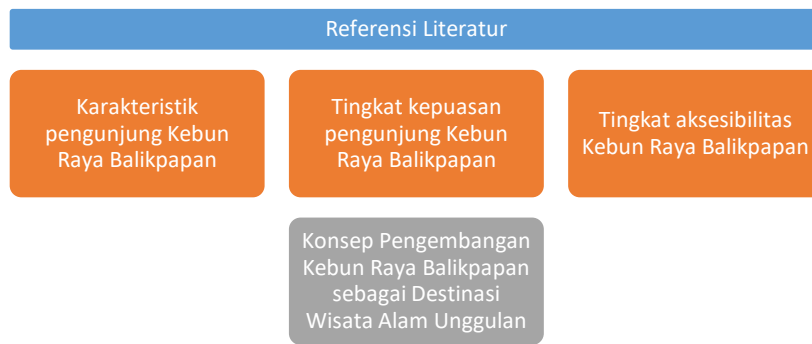 Referensi Literatur
Karakteristik
pengunjung Kebun
Raya Balikpapan
Tingkat kepuasan
pengunjung Kebun
Raya Balikpapan
Tingkat aksesibilitas
Kebun Raya Balikpapan
Konsep Pengembangan
Kebun Raya Balikpapan
sebagai Destinasi
Wisata Alam Unggulan